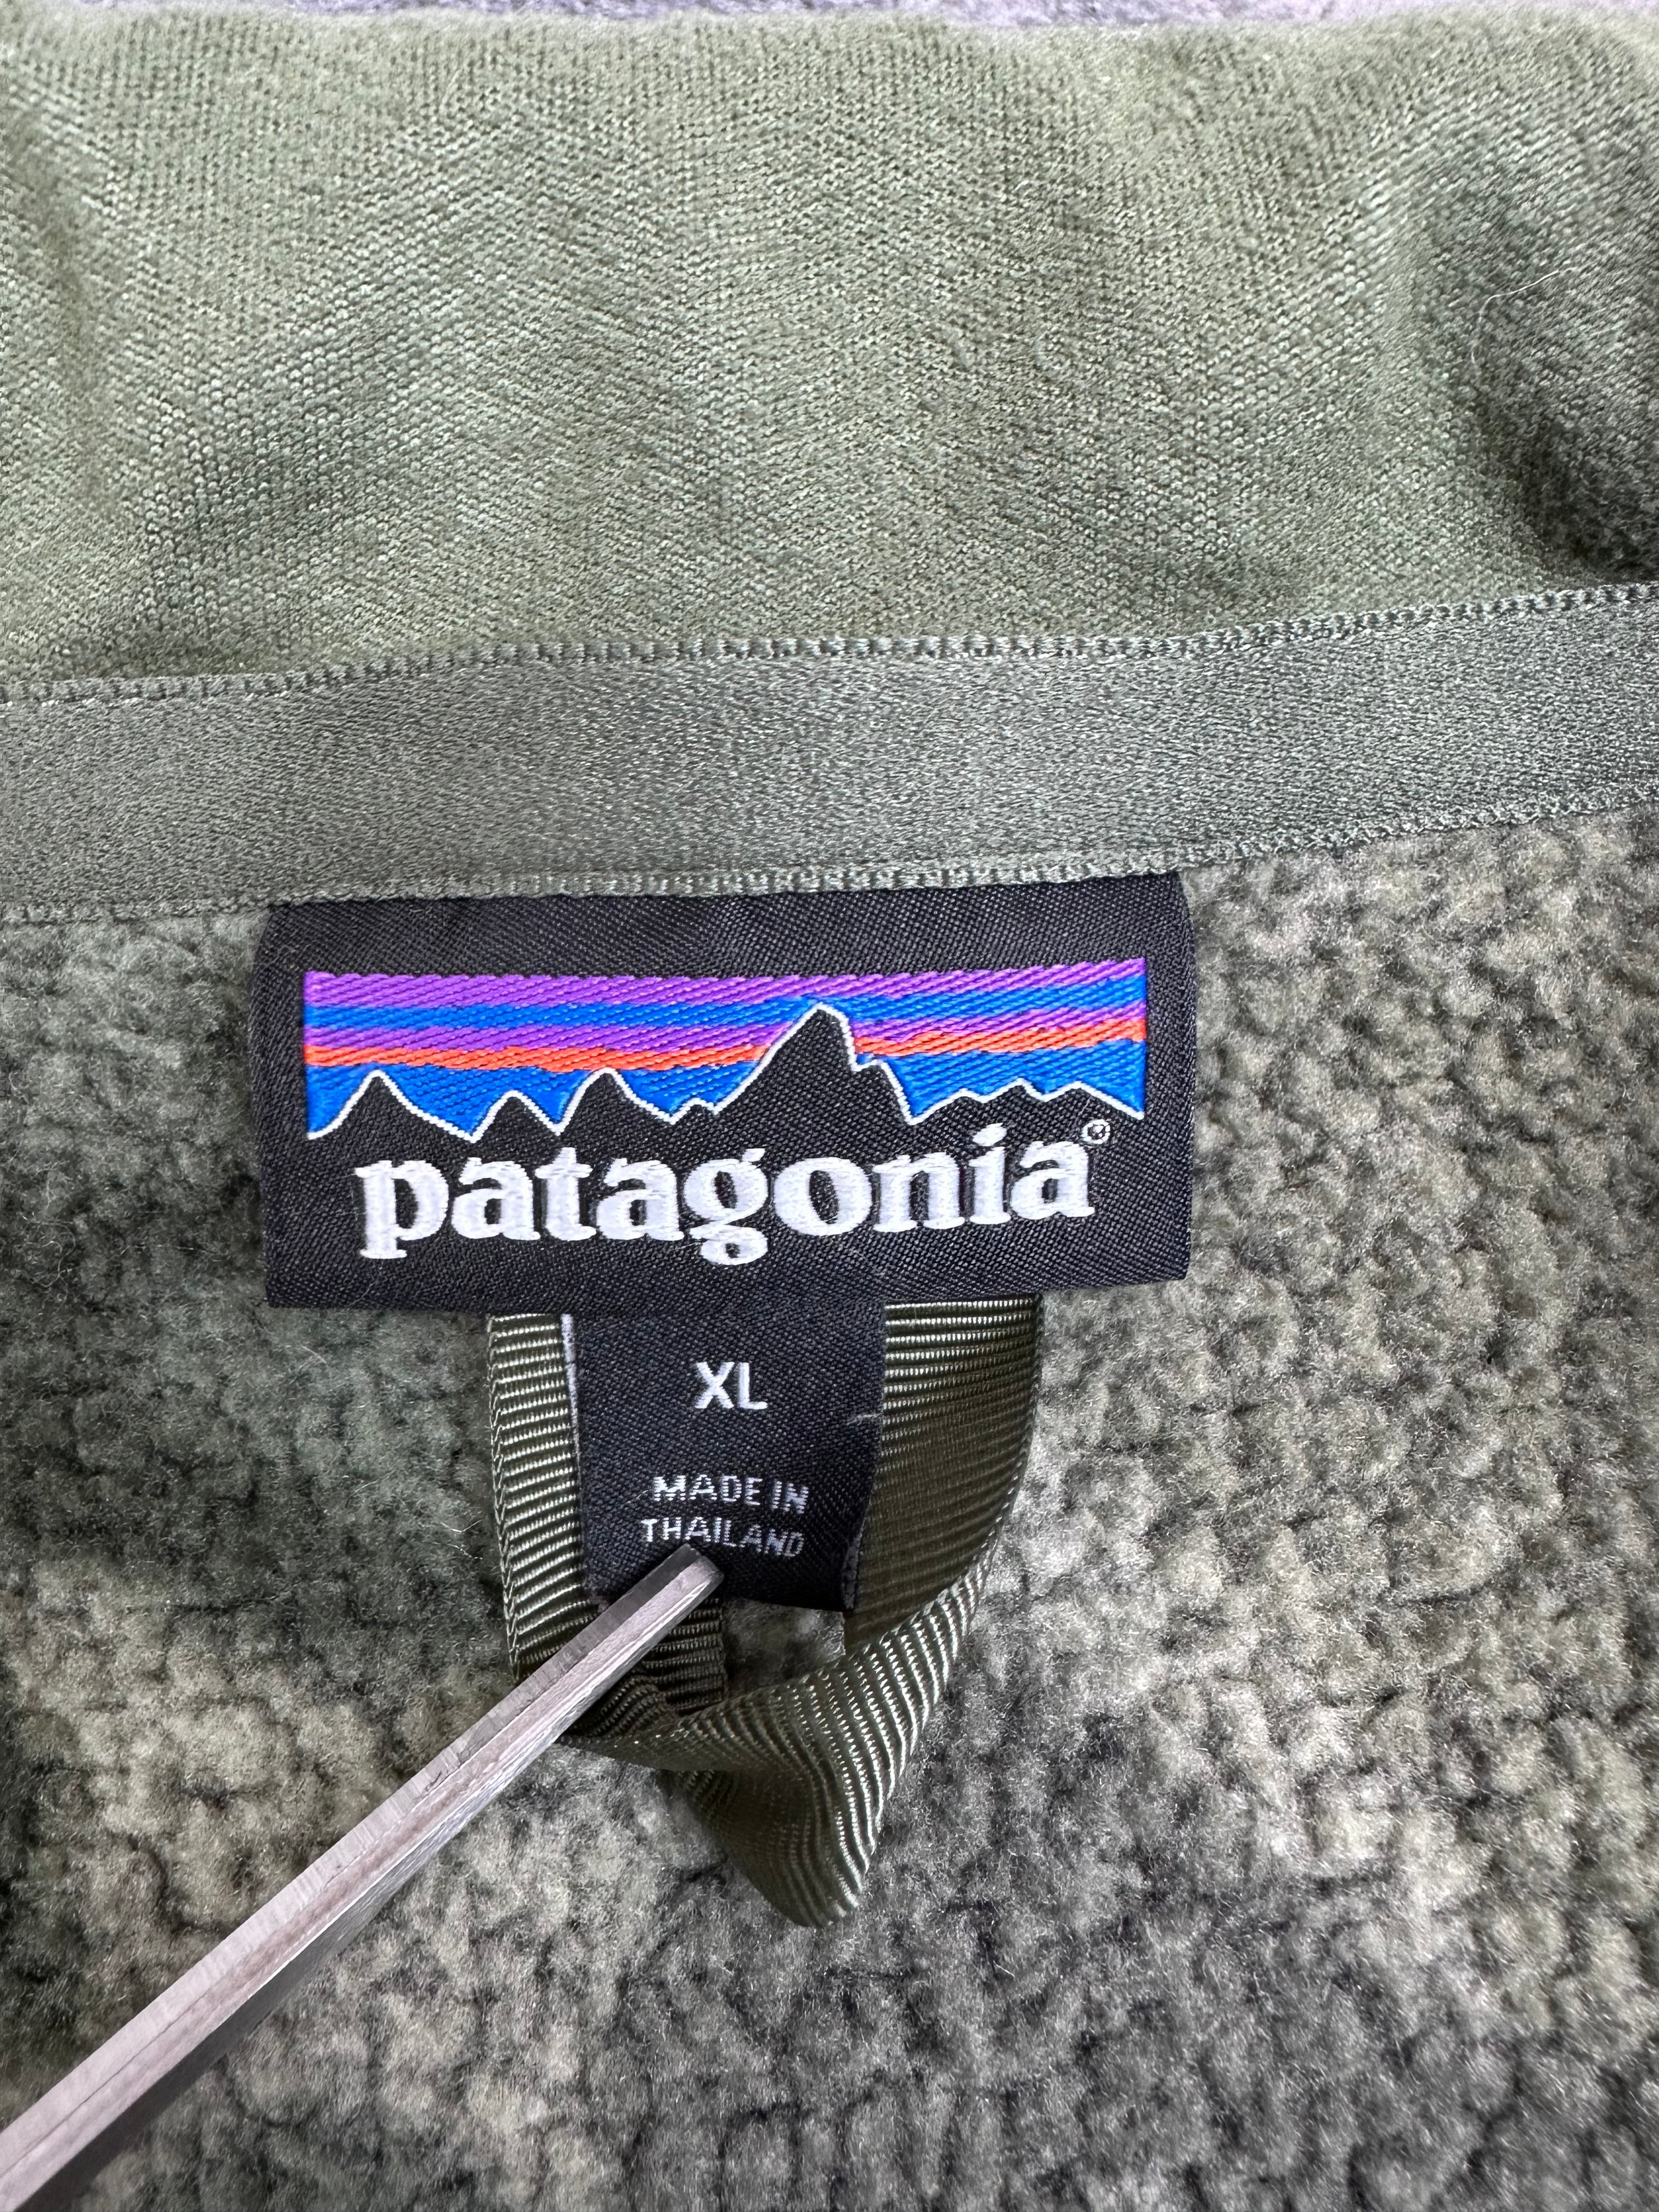 patagonia®
XL
MADE IN
THAILAND